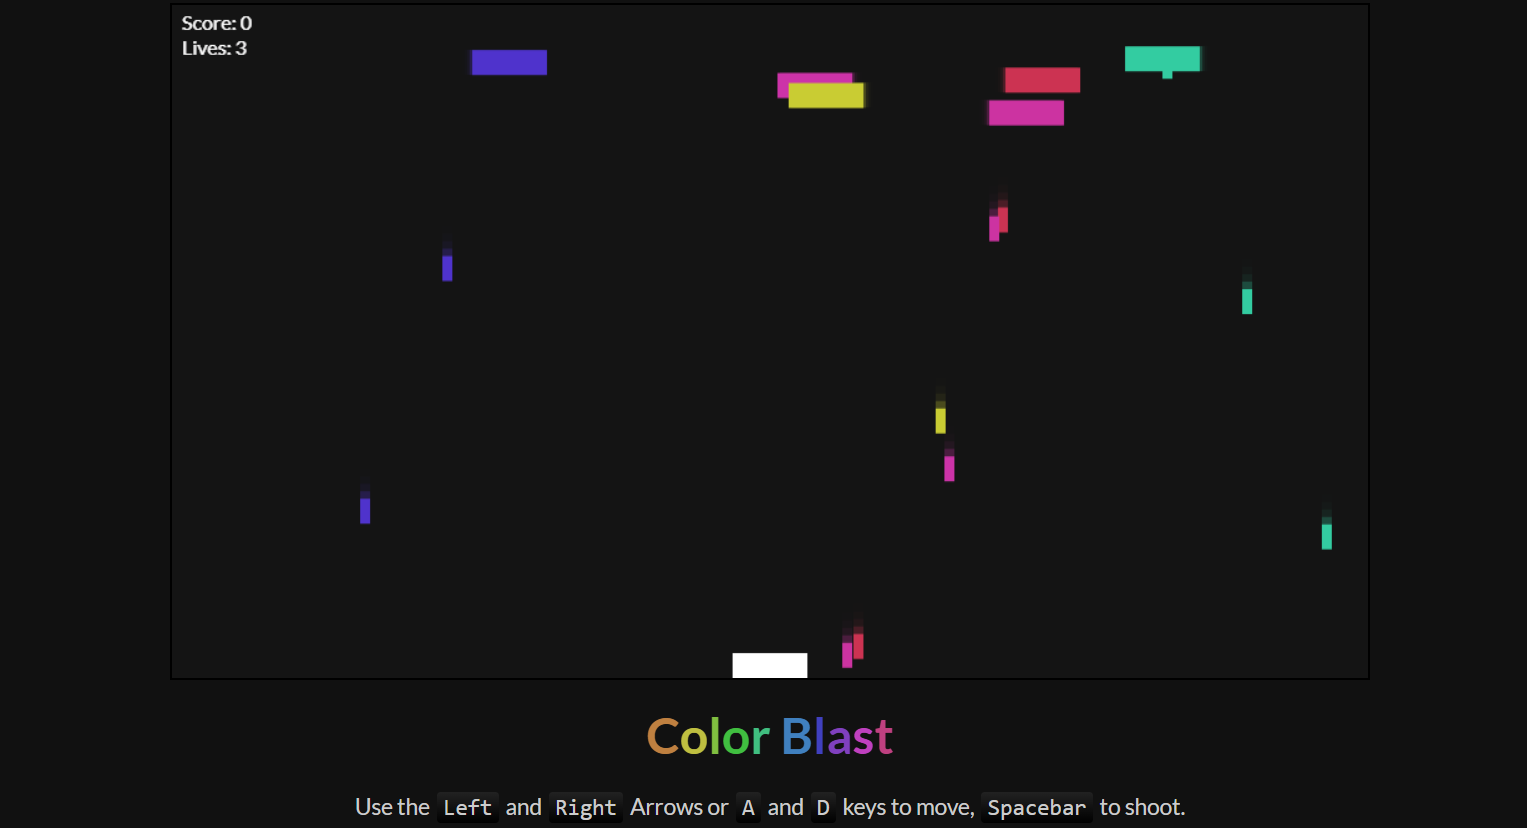 Score: 0
Lives: 3
Color Blast
Use the Left and Right Arrows or A and D keys to move, Spacebar to shoot.